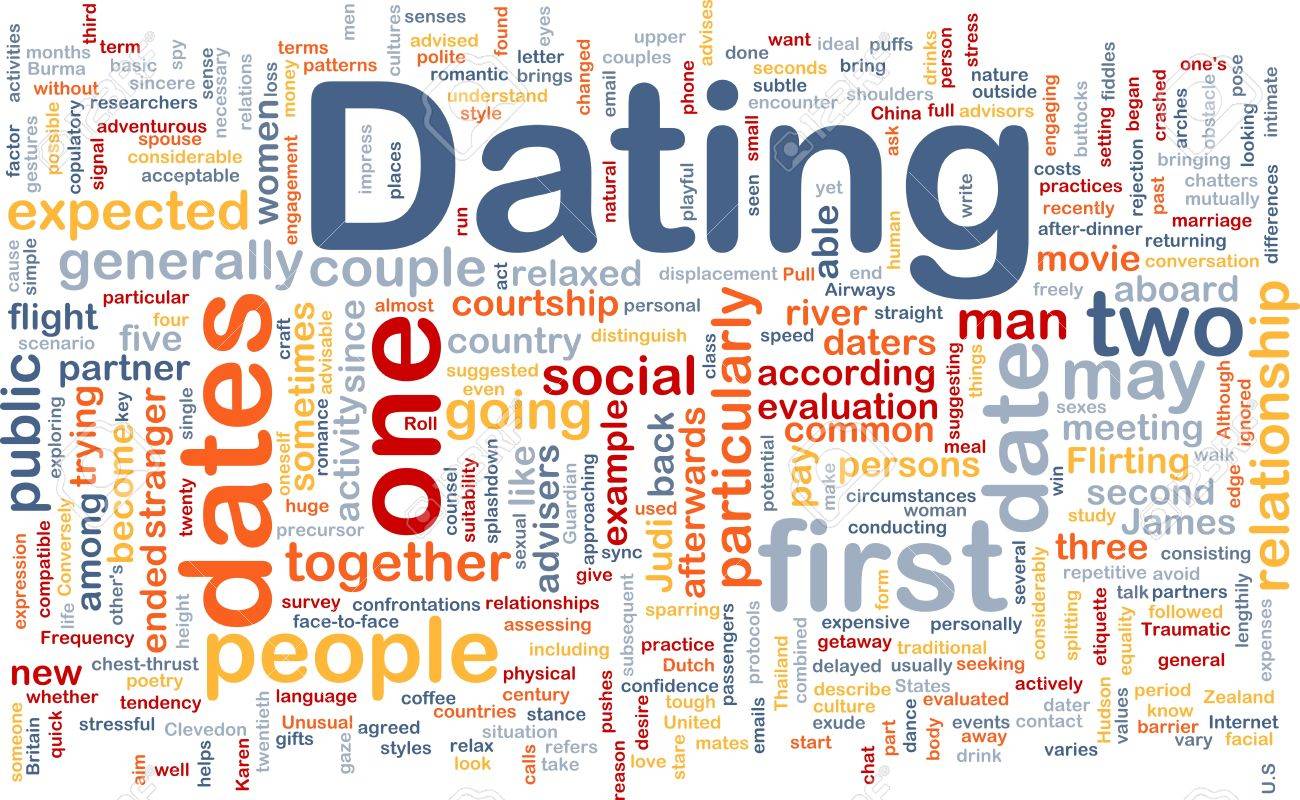 Dating
first
one
dates
people
two
date
may
couple
generally
expected
particularly
relationship
social
man
going
together
public
women
courtship
country
relaxed
river
daters
according
evaluation
common
persons
pay
movie
aboard
meeting
Flirting
second
James
three
flight
five
partner
trying
among
become
ended
stranger
sometimes
activity
since
example
back
Judi
afterwards
advisers
like
new
able
activities
months
term
third
Burma
basic
spy
without
sincere
sense
necessary
relations
loss
money
terms
patterns
men
cultures
senses
advised
polite
romantic
understand
style
found
letter
brings
eyes
changed
email
upper
couples
phone
advises
done
seconds
subtle
encounter
want
ideal
bring
puffs
shoulders
drinks
person
stress
nature
outside
China
full
advisors
ask
engaging
buttocks
setting
fiddles
began
crashed
arches
one's
obstacle
looking
pose
intimate
researchers
adventurous
spouse
considerable
acceptable
factor
gestures
possible
copulatory
signal
engagement
impress
places
run
natural
playful
small
seen
yet
human
write
costs
practices
recently
after-dinner
rejection
past
bringing
chatters
mutually
marriage
returning
conversation
differences
cause
simple
particular
four
scenario
craft
advisable
almost
act
displacement
Pull
end
Airways
freely
personal
distinguish
straight
speed
class
suggested
even
Roll
suggesting
things
meal
sexes
Although
ignored
walk
edge
win
study
exploring
key
single
oneself
romance
huge
twenty
precursor
counsel
suitability
splashdown
sexual
Guardian
approaching
used
sync
give
potential
make
circumstances
woman
conducting
several
form
considerably
consisting
repetitive
avoid
expression
compatible
Conversely
life
other's
height
Frequency
survey
confrontations
relationships
face-to-face
assessing
sparring
subsequent
including
practice
Dutch
passengers
protocols
combined
Thailand
expensive
personally
getaway
traditional
delayed
usually
seeking
splitting
etiquette
talk
partners
equality
followed
Traumatic
general
lengthily
expenses
whether
chest-thrust
poetry
tendency
stressful
Clevedon
language
coffee
physical
century
countries
stance
Unusual
agreed
situation
gifts
styles
relax
look
calls
refers
take
pushes
reason
desire
love
confidence
tough
United
stare
mates
emails
describe
culture
exude
start
States
evaluated
part
dance
body
events
away
drink
chat
actively
dater
contact
varies
Hudson
values
period
know
barrier
vary
Zealand
Internet
facial
U.S
someone
Britain
quick
aim
well
helps
Karen
twentieth
gaze